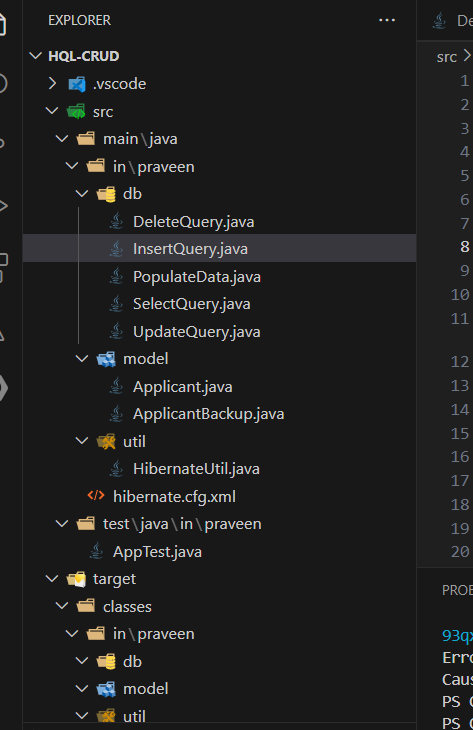 EXPLORER
HQL-CRUD
.vscode
src
main\java
in\praveen
db
DeleteQuery.java
InsertQuery.java
PopulateData.java
SelectQuery.java
UpdateQuery.java
model
Applicant.java
ApplicantBackup.java
util
HibernateUtil.java
hibernate.cfg.xml
test\java\in\praveen
AppTest.java
target
classes
in\praveen
db
model
util
De
src >
1
2
3
4
5
6
7
8
9
10
11
12
13
14
15
16
17
18
19
20
PROB
93qx
Erro
Caus
PS C
PS C